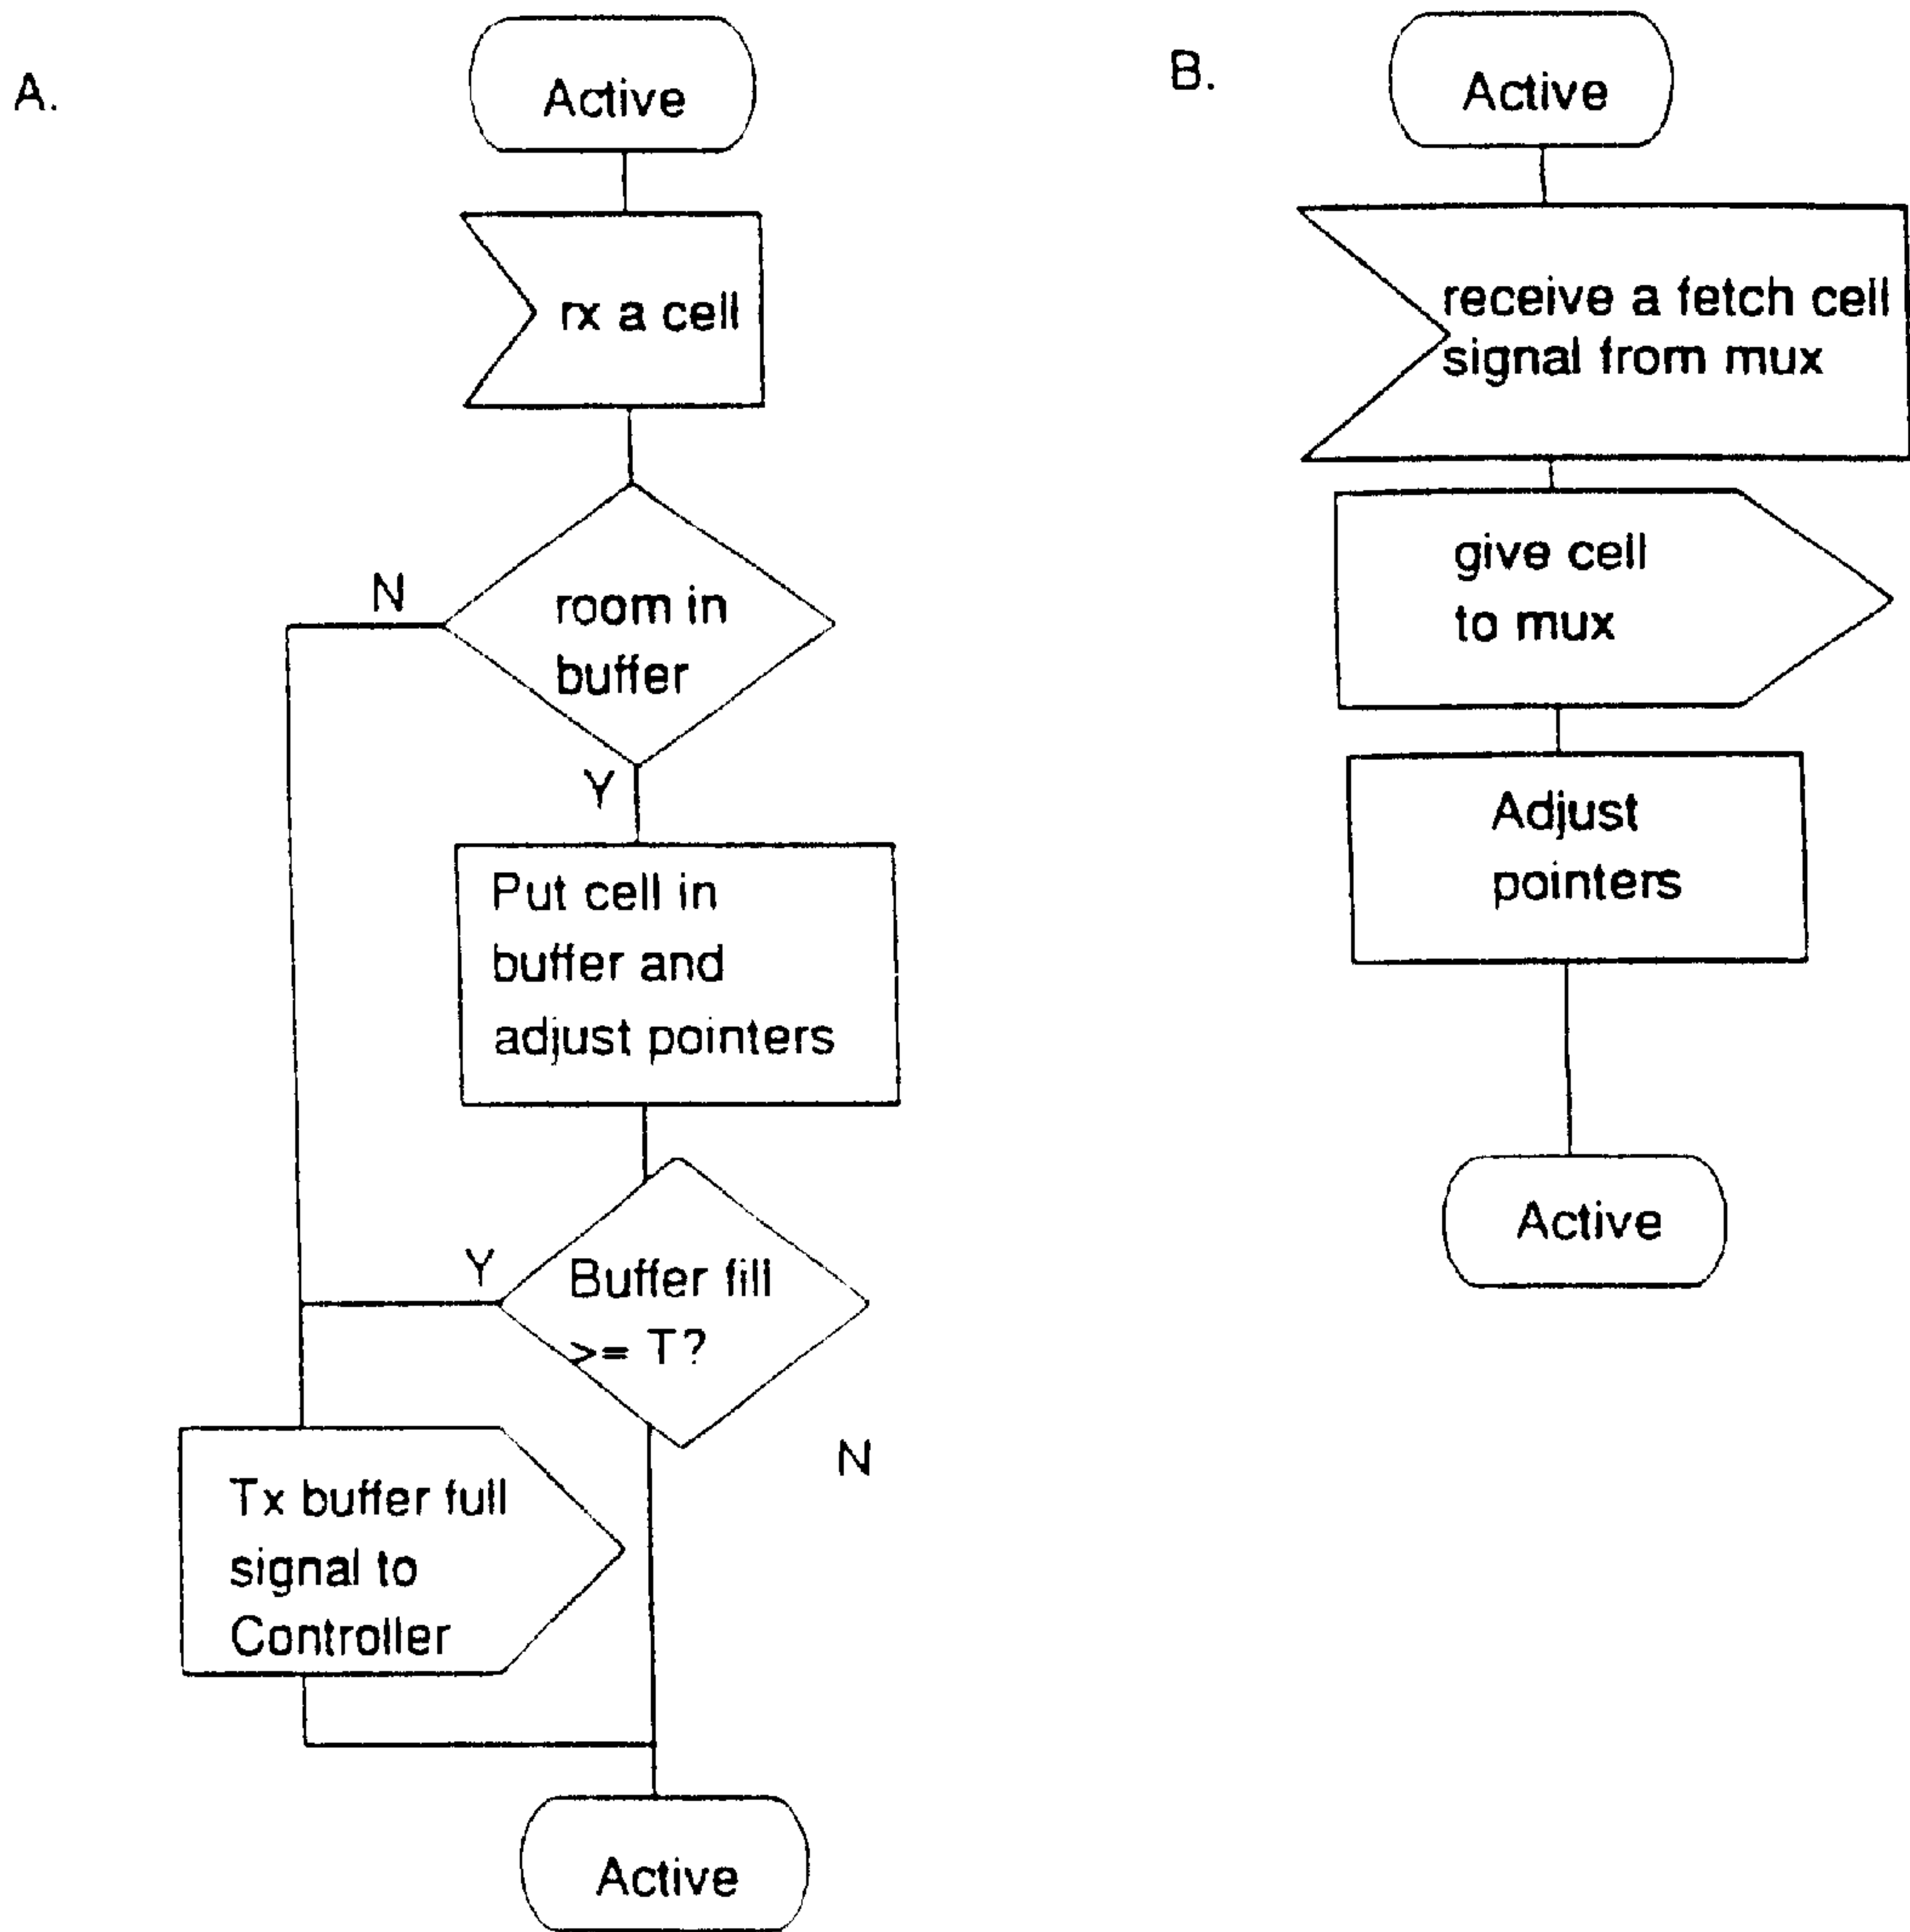 A.
Active
rx a cell
N
room in
buffer
Y
Put cell in
buffer and
adjust pointers
Y
Buffer fill
>= T?
N
Tx buffer full
signal to
Controller
Active
B.
Active
receive a fetch cell
signal from mux
give cell
to mux
Adjust
pointers
Active